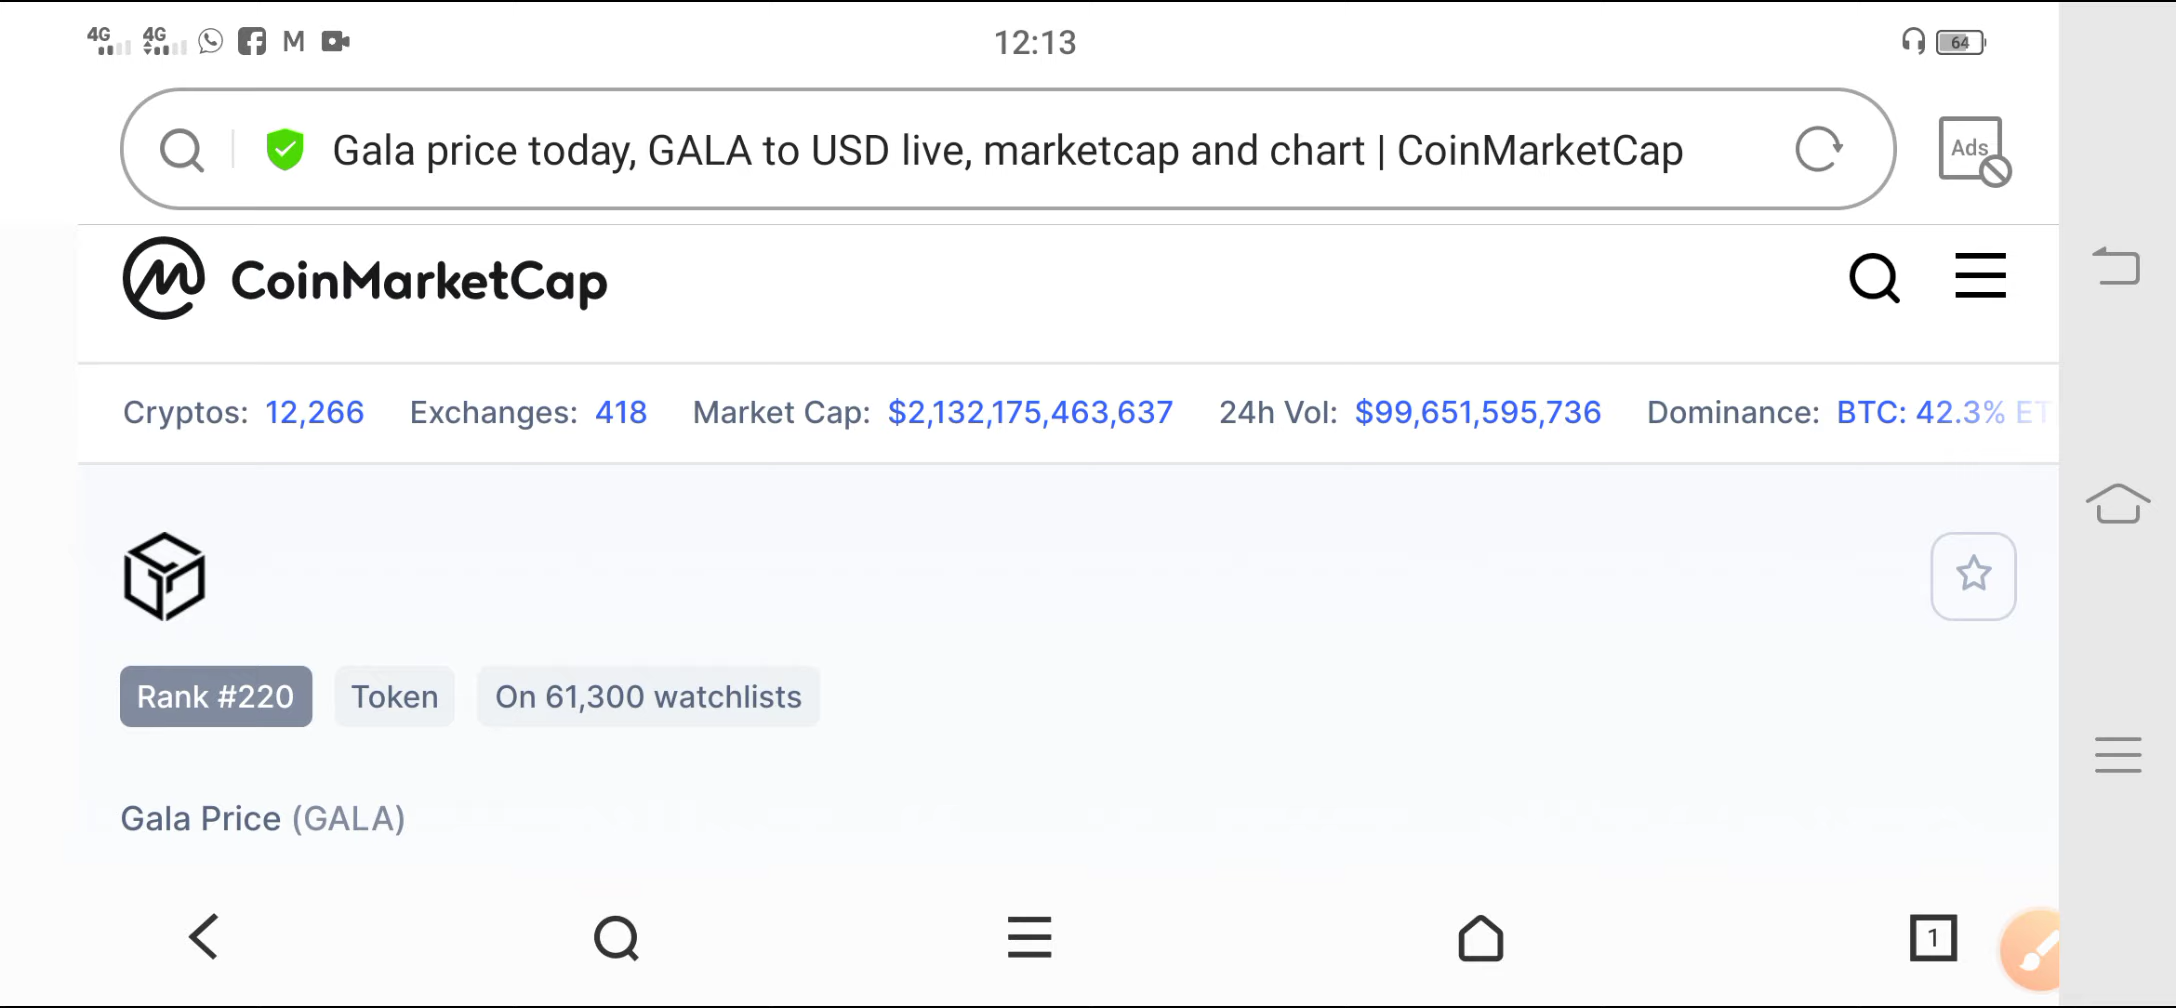 4G 4G M 12:13 64
Gala price today, GALA to USD live, marketcap and chart | CoinMarketCap
Ads
CoinMarketCap
Cryptos: 12,266 Exchanges: 418 Market Cap: $2,132,175,463,637 24h Vol: $99,651,595,736 Dominance: BTC: 42.3% ET
Rank #220 Token On 61,300 watchlists
Gala Price (GALA)
1